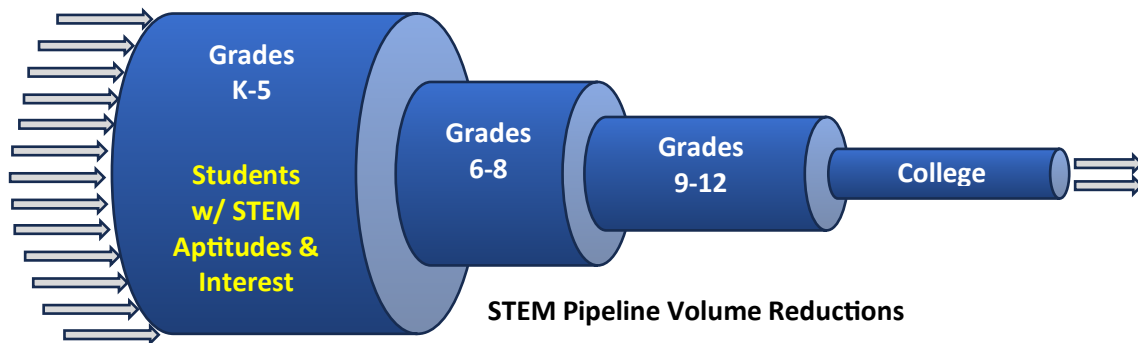 Grades
K-5
Students
w/ STEM
Aptitudes &
Interest
Grades
6-8
Grades
9-12
College
STEM Pipeline Volume Reductions